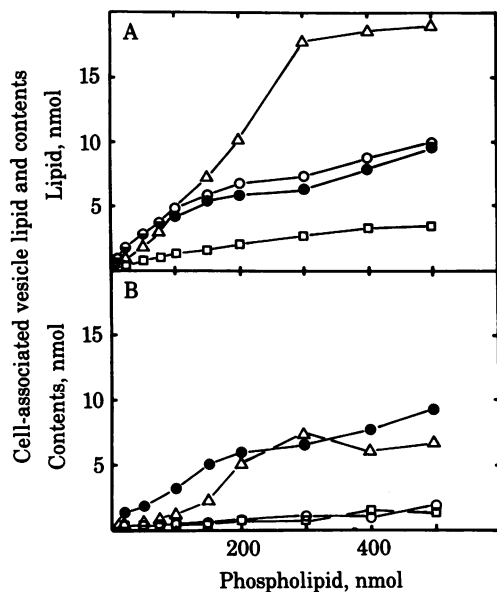 A
15
10
5
Lipid, nmol
B
15
10
5
Contents, nmol
Cell-associated vesicle lipid and contents
200
400
Phospholipid, nmol